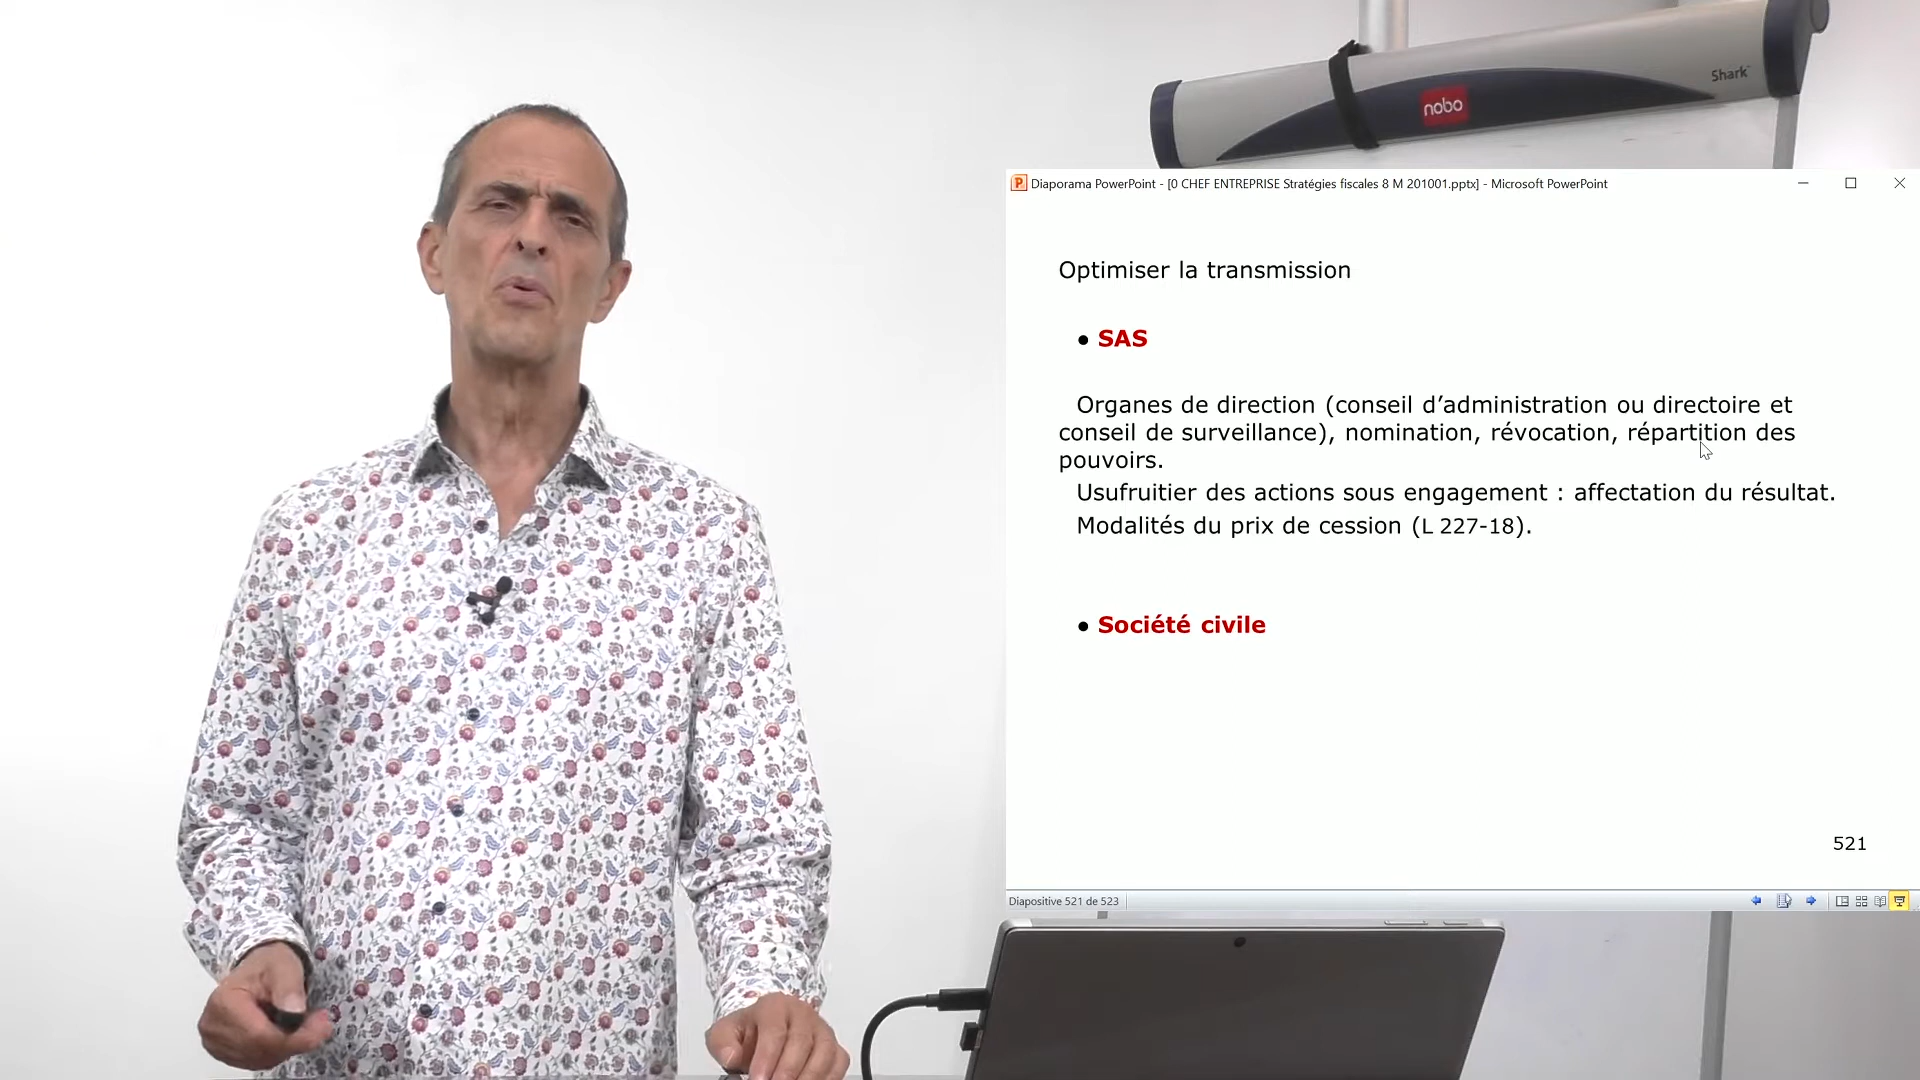 Shark
nobo
Diaporama PowerPoint - [0 CHEF ENTREPRISE Stratégies fiscales 8 M 201001.pptx] - Microsoft PowerPoint
Optimiser la transmission
• SAS
Organes de direction (conseil d’administration ou directoire et
conseil de surveillance), nomination, révocation, répartition des
pouvoirs.
Usufruitier des actions sous engagement : affectation du résultat.
Modalités du prix de cession (L 227-18).
• Société civile
521
Diapositive 521 de 523